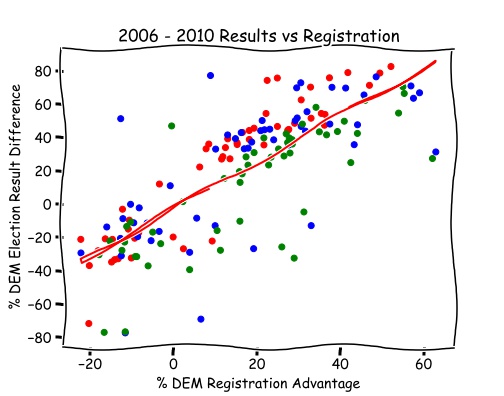 2006 - 2010 Results vs Registration
% DEM Election Result Difference
80
60
40
20
0
−20
−40
−60
−80
−20 0 20 40 60
% DEM Registration Advantage